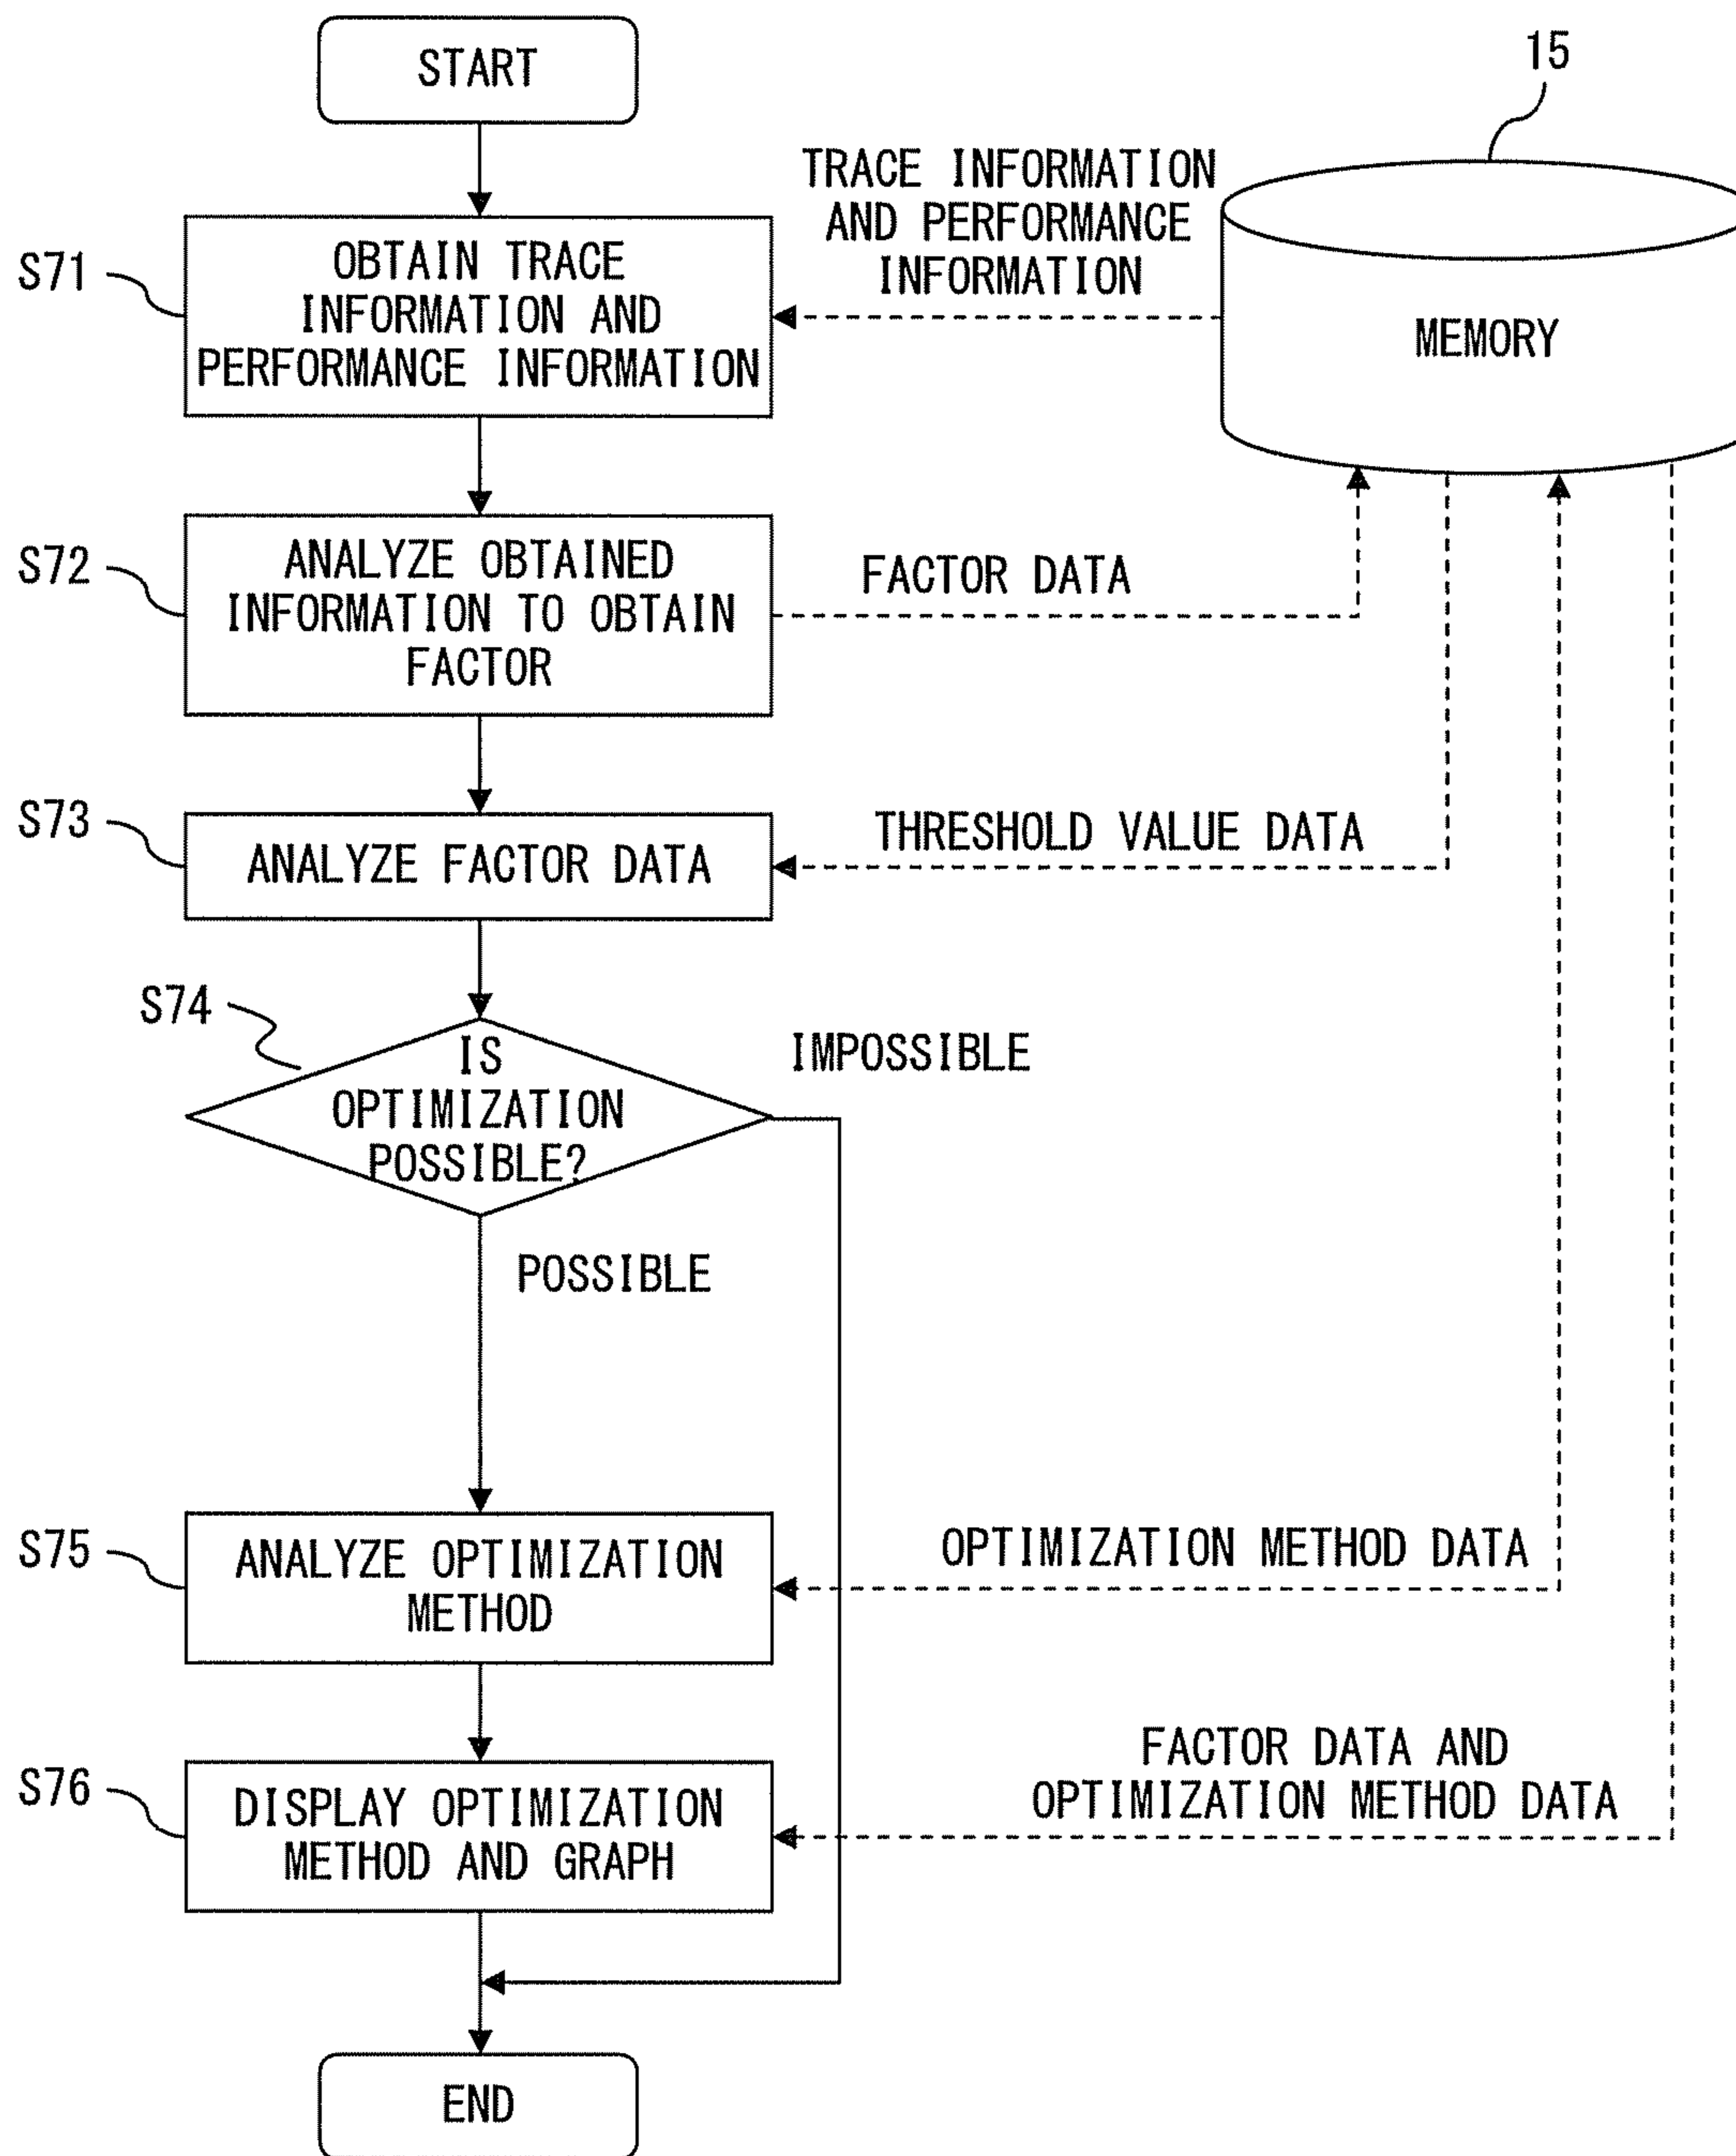 START
15
TRACE INFORMATION
AND PERFORMANCE
INFORMATION
S71
OBTAIN TRACE
INFORMATION AND
PERFORMANCE INFORMATION
MEMORY
S72
ANALYZE OBTAINED
INFORMATION TO OBTAIN
FACTOR
FACTOR DATA
S73
ANALYZE FACTOR DATA
THRESHOLD VALUE DATA
S74
IS
OPTIMIZATION
POSSIBLE?
IMPOSSIBLE
POSSIBLE
S75
ANALYZE OPTIMIZATION
METHOD
OPTIMIZATION METHOD DATA
S76
DISPLAY OPTIMIZATION
METHOD AND GRAPH
FACTOR DATA AND
OPTIMIZATION METHOD DATA
END